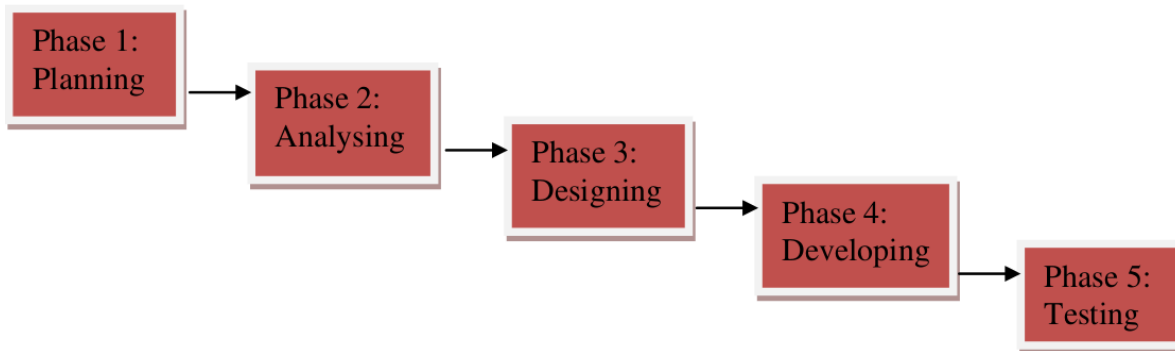 Phase 1:
Planning
Phase 2:
Analysing
Phase 3:
Designing
Phase 4:
Developing
Phase 5:
Testing